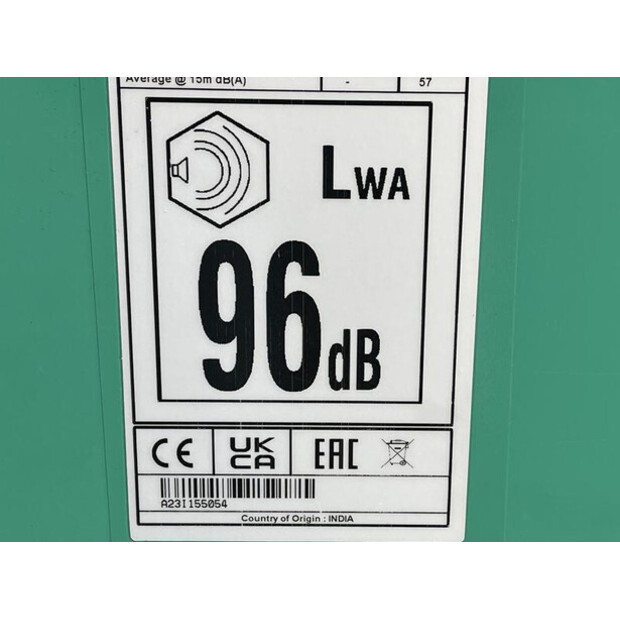 Average @ 15m dB(A) - 57
LWA
96dB
CE UK CA EAC
A23I155054
Country of Origin : INDIA